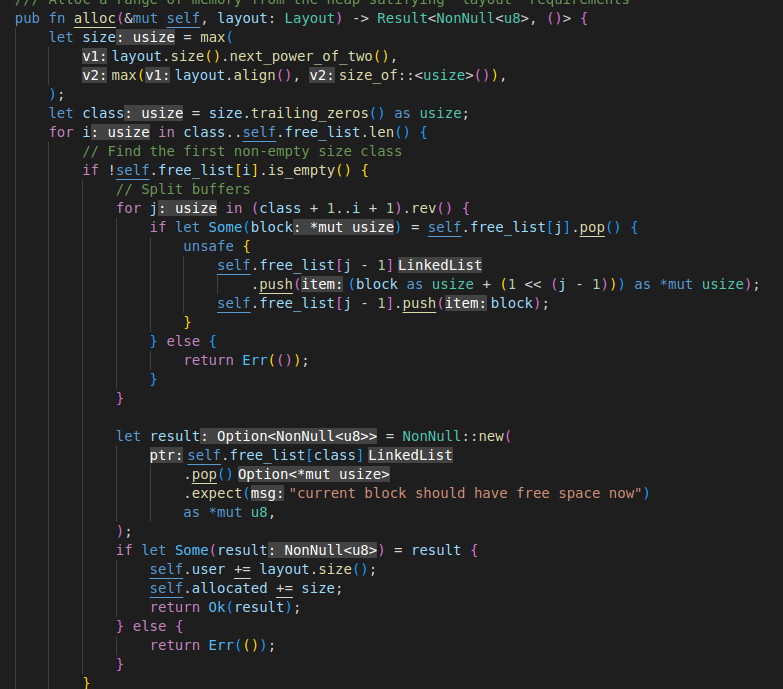 /// Alloc a range of memory from the heap satifying `layout` requirements
pub fn alloc(&mut self, layout: Layout) -> Result<NonNull<u8>, ()> {
let size: usize = max(
v1: layout.size().next_power_of_two(),
v2: max(v1: layout.align(), v2: size_of::<usize>()),
);
let class: usize = size.trailing_zeros() as usize;
for i: usize in class..self.free_list.len() {
// Find the first non-empty size class
if !self.free_list[i].is_empty() {
// Split buffers
for j: usize in (class + 1..i + 1).rev() {
if let Some(block: *mut usize) = self.free_list[j].pop() {
unsafe {
self.free_list[j - 1] LinkedList
.push(item: (block as usize + (1 << (j - 1))) as *mut usize);
self.free_list[j - 1].push(item: block);
}
} else {
return Err(());
}
}
let result: Option<NonNull<u8>> = NonNull::new(
ptr: self.free_list[class] LinkedList
.pop() Option<*mut usize>
.expect(msg: "current block should have free space now")
as *mut u8,
);
if let Some(result: NonNull<u8>) = result {
self.user += layout.size();
self.allocated += size;
return Ok(result);
} else {
return Err(());
}
}